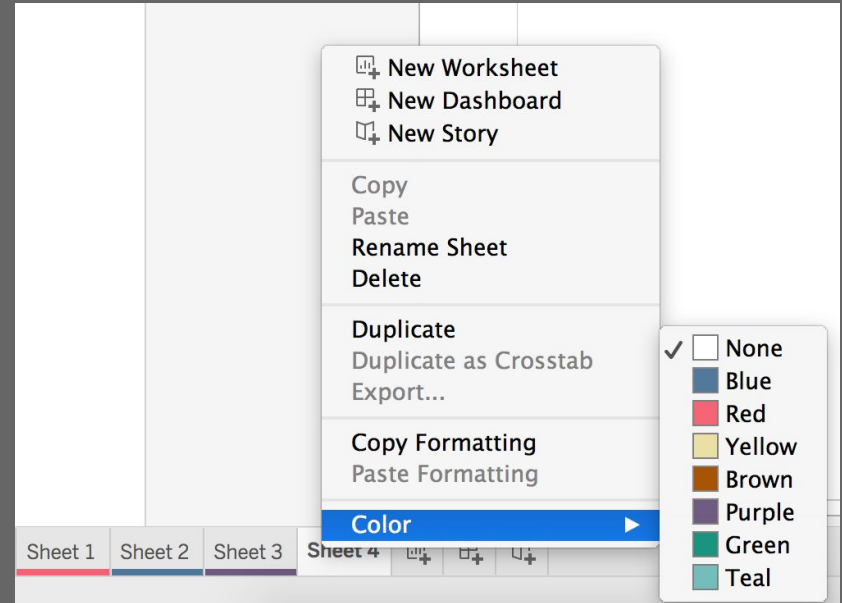 New Worksheet
New Dashboard
New Story
Copy
Paste
Rename Sheet
Delete
Duplicate
Duplicate as Crosstab
Export...
Copy Formatting
Paste Formatting
Color
None
Blue
Red
Yellow
Brown
Purple
Green
Teal
Sheet 1 Sheet 2 Sheet 3 Sheet 4